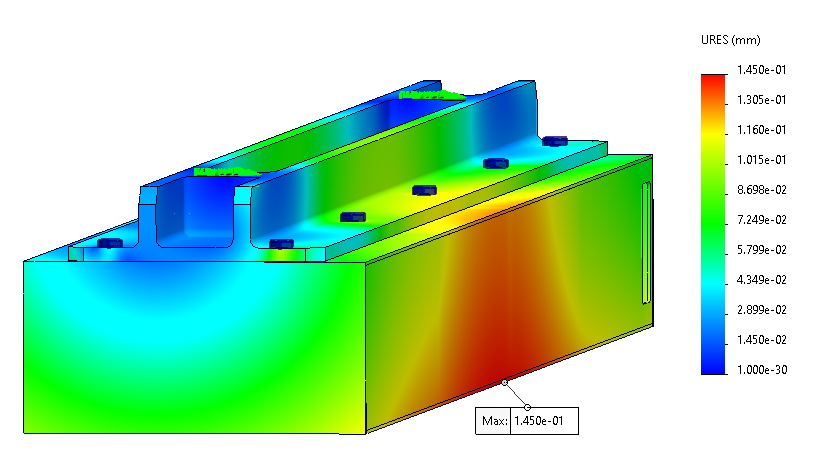 URES (mm)
1.450e-01
1.305e-01
1.160e-01
1.015e-01
8.698e-02
7.249e-02
5.799e-02
4.349e-02
2.899e-02
1.450e-02
1.000e-30
Max: 1.450e-01